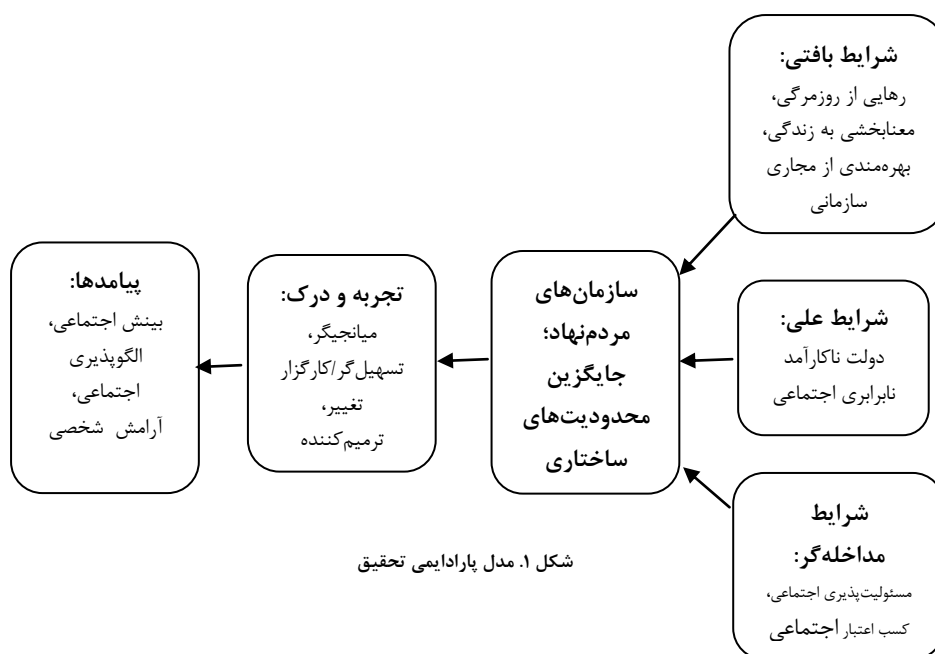 شرایط بافتی:
رهایی از روزمرگی،
معنابخشی به زندگی،
بهره‌مندی از مجاری
سازمانی
شرایط علی:
دولت ناکارآمد
نابرابری اجتماعی
شرایط
مداخله‌گر:
مسئولیت‌پذیری اجتماعی،
کسب اعتبار اجتماعی
سازمان‌های
مردم‌نهاد؛
جایگزین
محدودیت‌های
ساختاری
تجربه و درک:
میانجیگر،
تسهیل‌گر/کارگزار
تغییر،
ترمیم‌کننده
پیامدها:
بینش اجتماعی،
الگوپذیری
اجتماعی،
آرامش شخصی
شکل ۱. مدل پارادایمی تحقیق